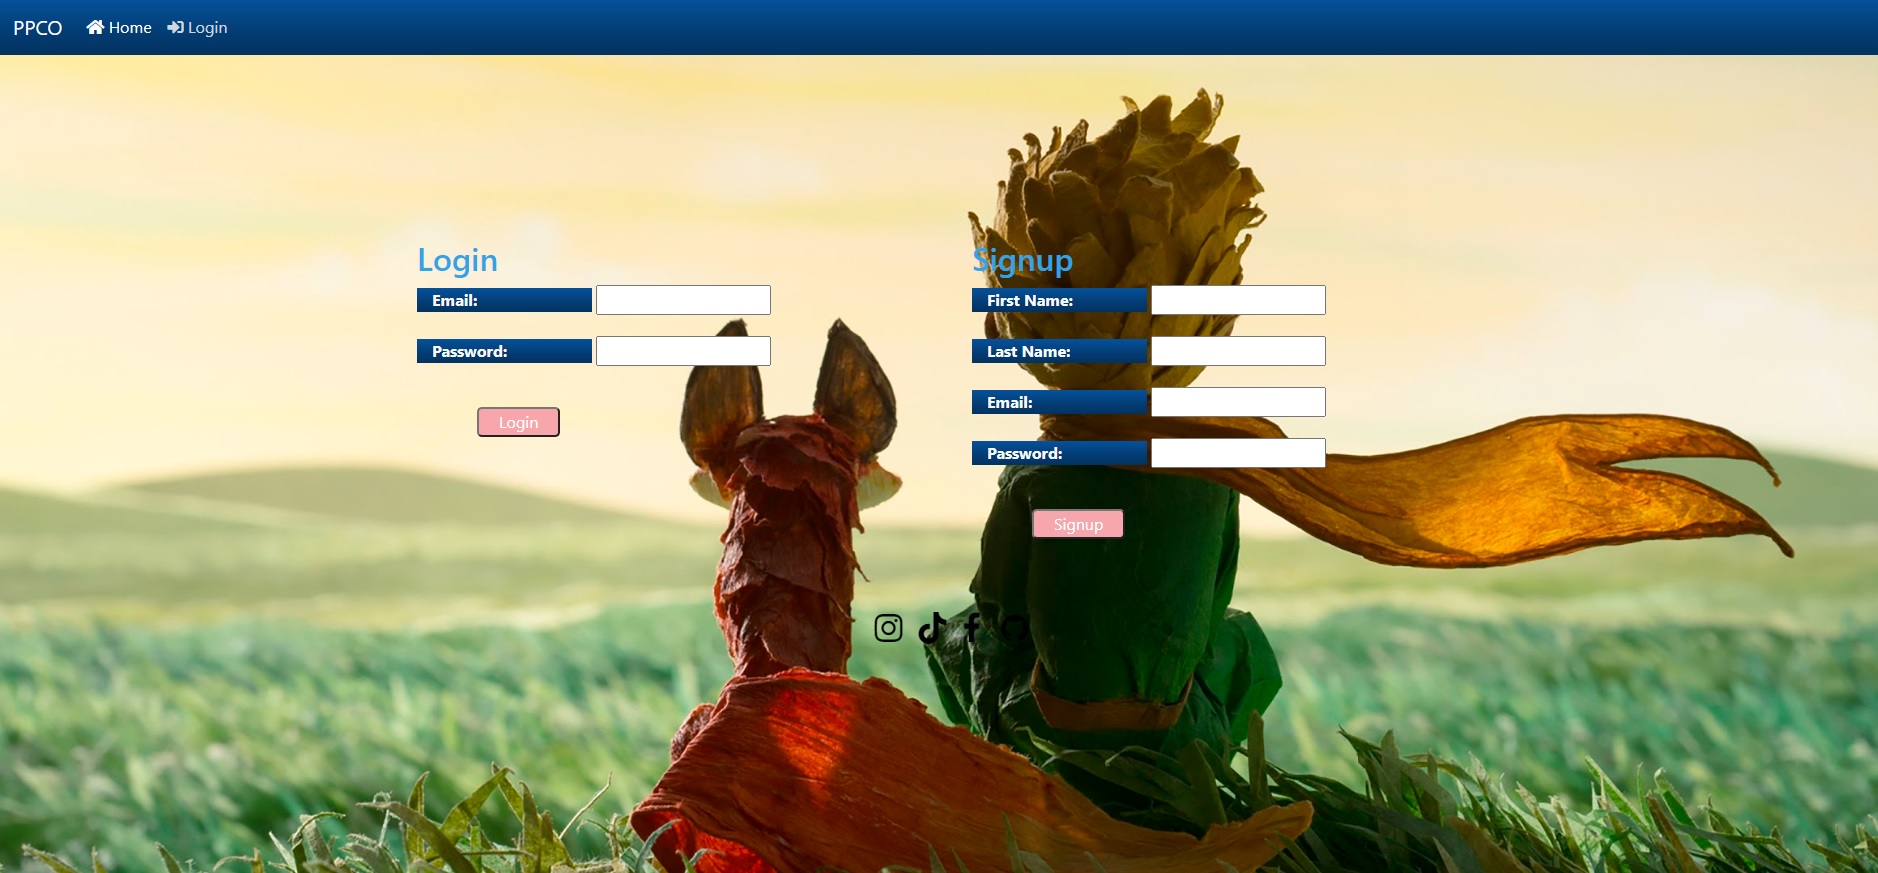 PPCO Home Login
Login
Email:
Password:
Login
Signup
First Name:
Last Name:
Email:
Password:
Signup